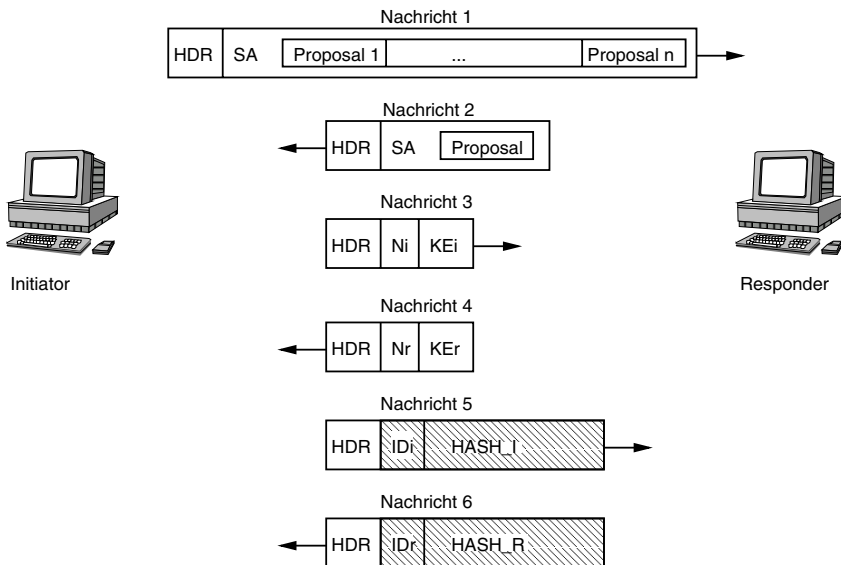 Nachricht 1
HDR SA Proposal 1 ... Proposal n
Nachricht 2
HDR SA Proposal
Nachricht 3
HDR Ni KEi
Initiator
Responder
Nachricht 4
HDR Nr KEr
Nachricht 5
HDR IDi HASH_I
Nachricht 6
HDR IDr HASH_R